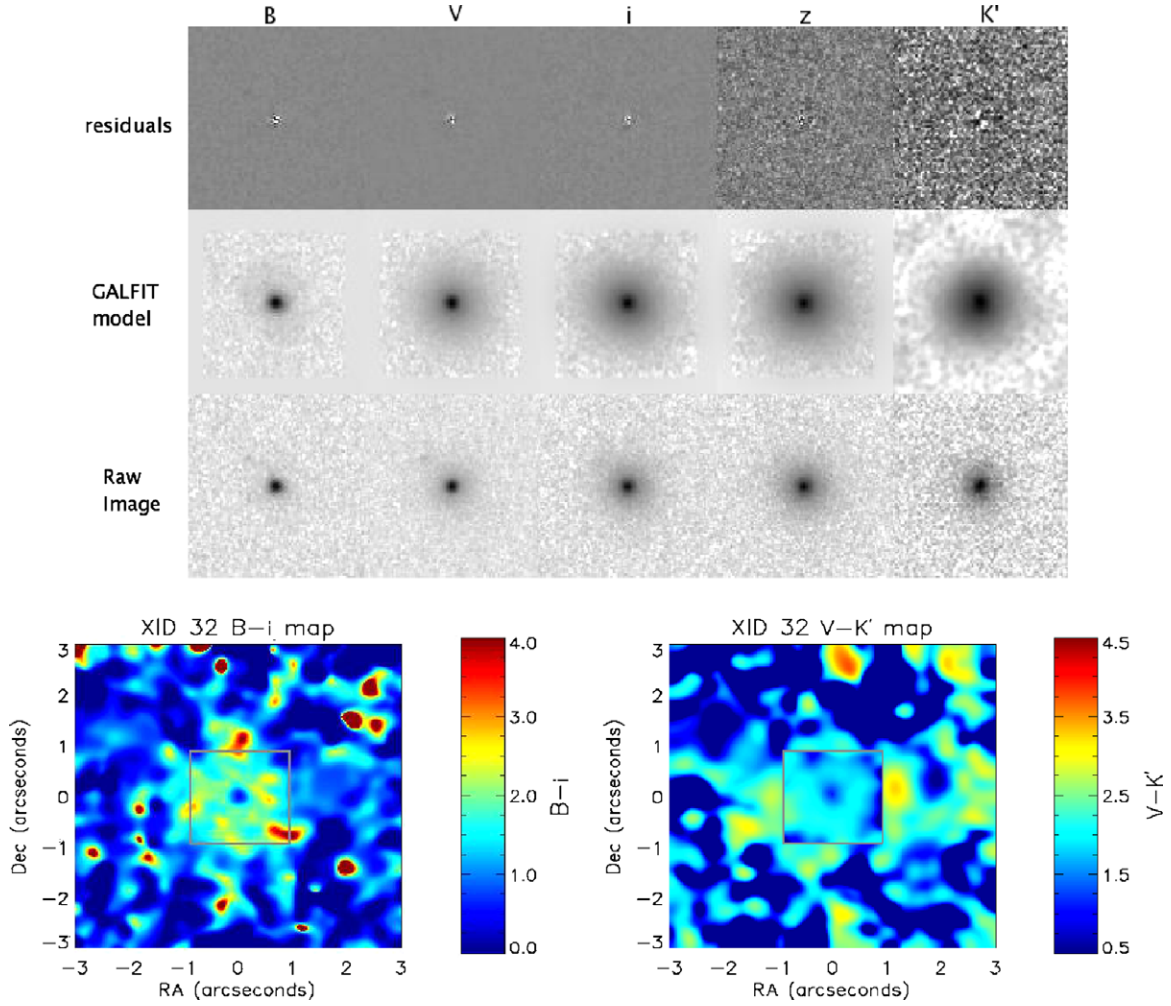 B V i z K'
residuals
GALFIT
model
Raw
Image
XID 32 B-i map
3
2
1
0
-1
-2
-3
Dec (arcseconds)
-3 -2 -1 0 1 2 3
RA (arcseconds)
4.0
3.0
2.0
1.0
0.0
B-i
XID 32 V-K' map
3
2
1
0
-1
-2
-3
Dec (arcseconds)
-3 -2 -1 0 1 2 3
RA (arcseconds)
4.5
3.5
2.5
1.5
0.5
V-K'